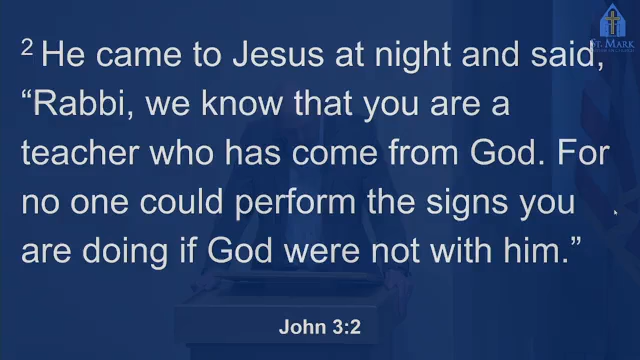 St. Mark
2 He came to Jesus at night and said,
“Rabbi, we know that you are a
teacher who has come from God. For
no one could perform the signs you
are doing if God were not with him.”
John 3:2